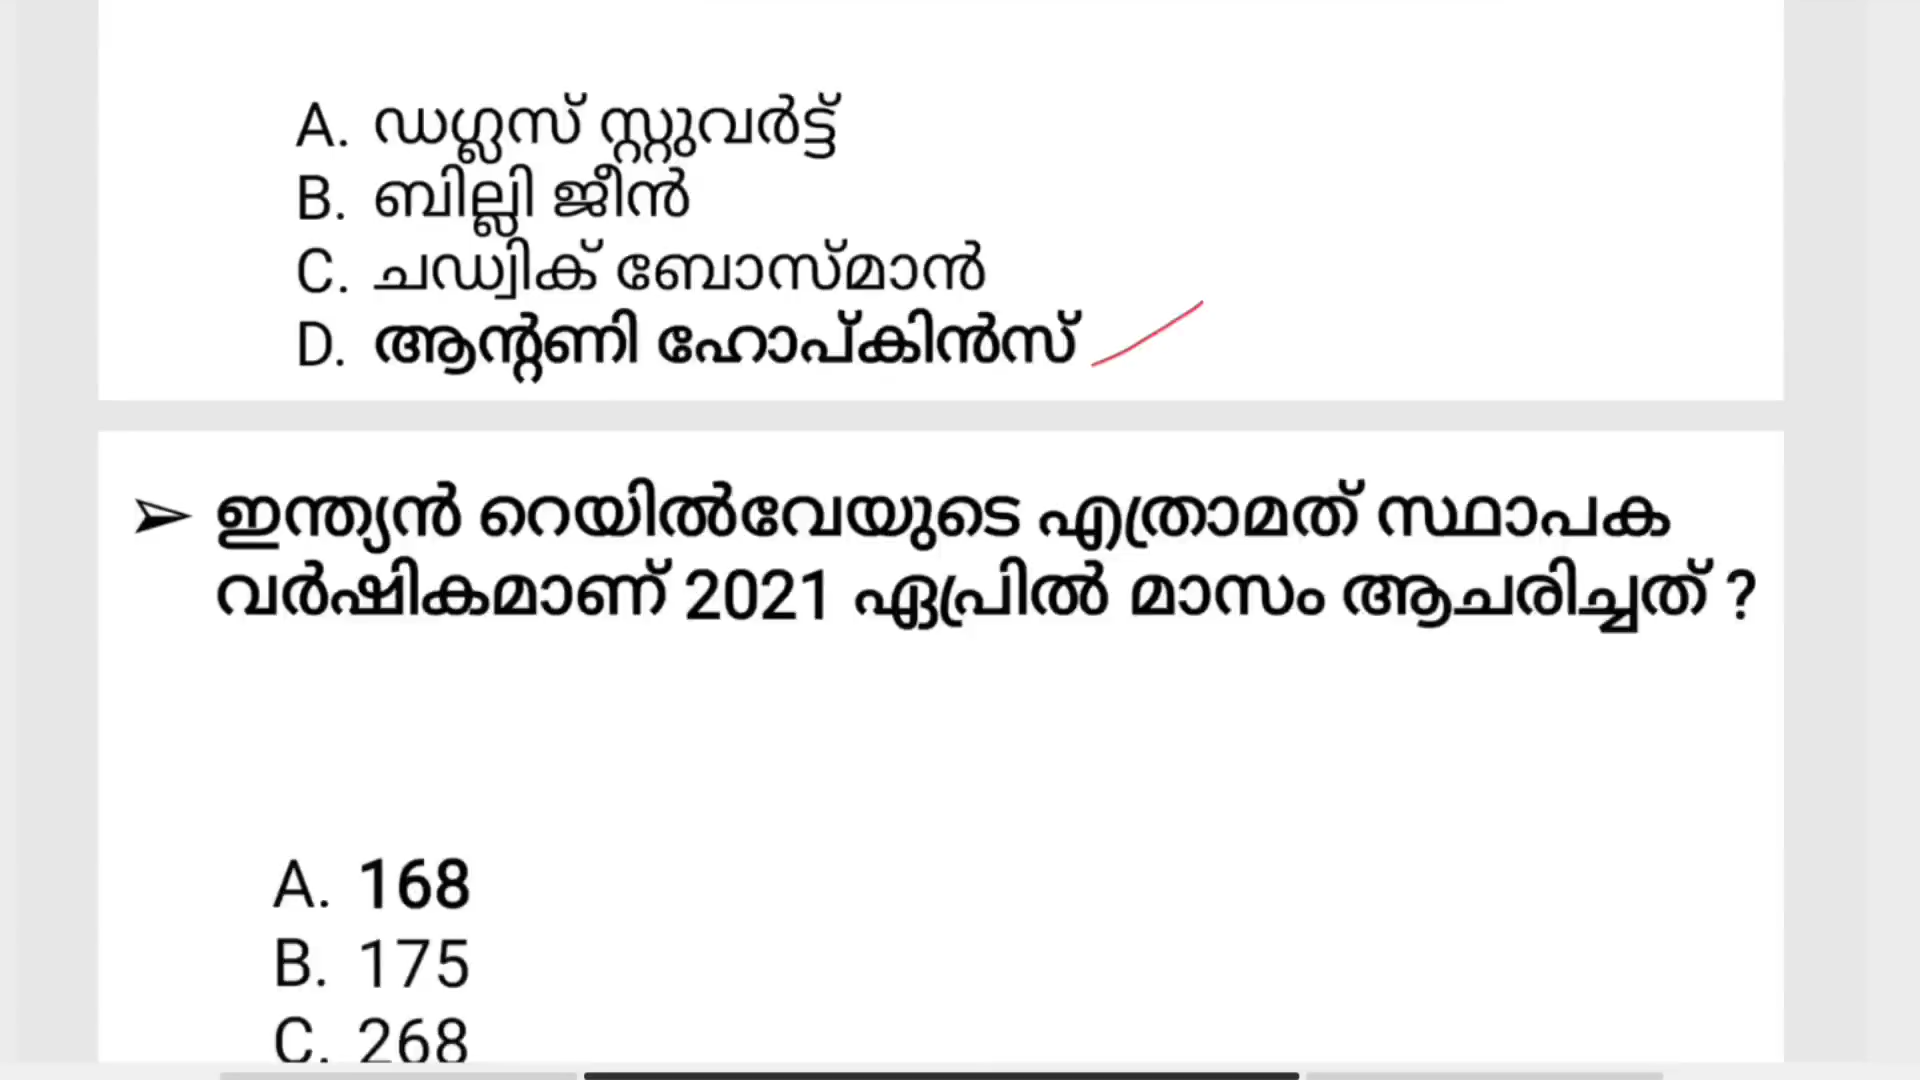 A. ഡഗ്ലസ് സ്റ്റുവർട്ട്
B. ബില്ലി ജീൻ
C. ചഡ്വിക് ബോസ്മാൻ
D. ആന്റണി ഹോപ്കിൻസ്
➢ ഇന്ത്യൻ റെയിൽവേയുടെ എത്രാമത് സ്ഥാപക
വർഷികമാണ് 2021 ഏപ്രിൽ മാസം ആചരിച്ചത് ?
A. 168
B. 175
C. 268